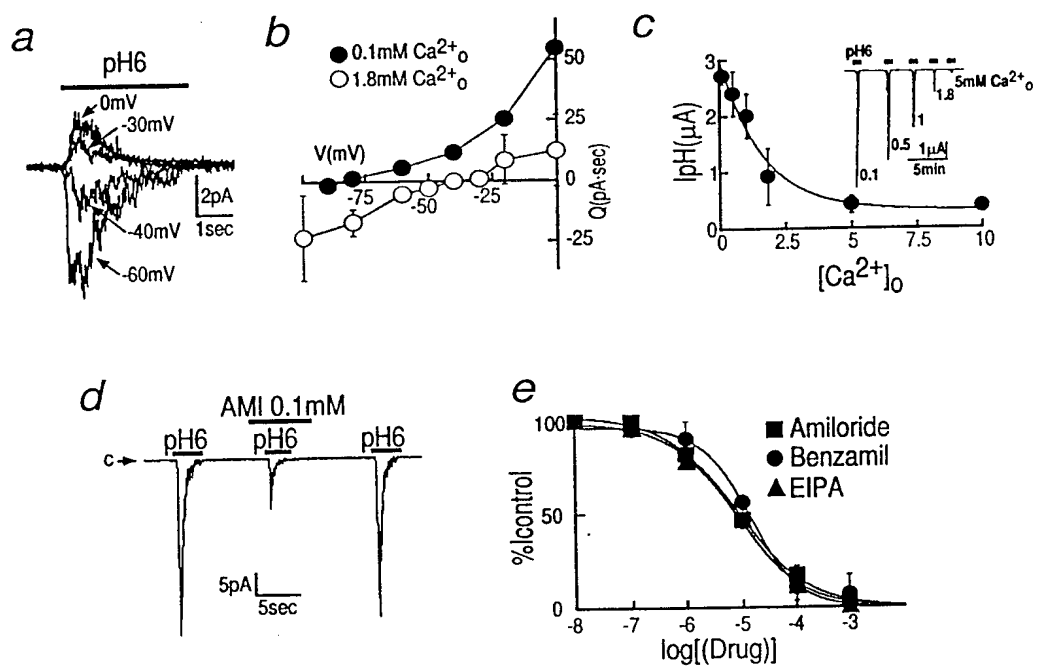 a
pH6
0mV
-30mV
-40mV
-60mV
2pA
1sec
b
0.1mM Ca2+o
1.8mM Ca2+o
V(mV)
-75
-50
-25
50
25
0
-25
Q(pA·sec)
c
pH6
5mM Ca2+o
1.8
1
0.5
0.1
1µA
5min
IpH(µA)
3
2
1
0
0
2.5
5
7.5
10
[Ca2+]o
d
AMI 0.1mM
pH6
pH6
pH6
c
5pA
5sec
e
Amiloride
Benzamil
EIPA
%Icontrol
100
50
0
-8
-7
-6
-5
-4
-3
log[(Drug)]